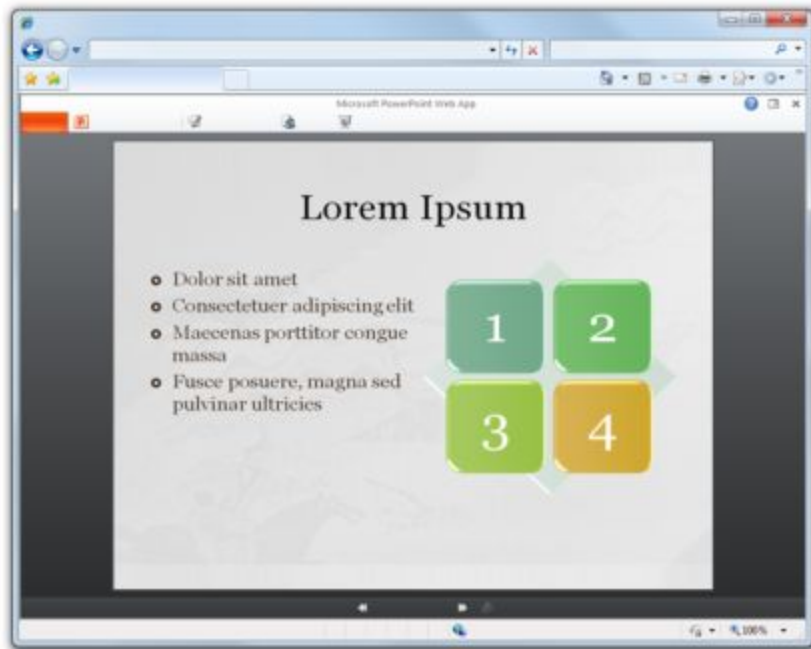 Microsoft PowerPoint Web App
Lorem Ipsum
Dolor sit amet
Consectetuer adipiscing elit
Maecenas porttitor congue
massa
Fusce posuere, magna sed
pulvinar ultricies
1
2
3
4
100%